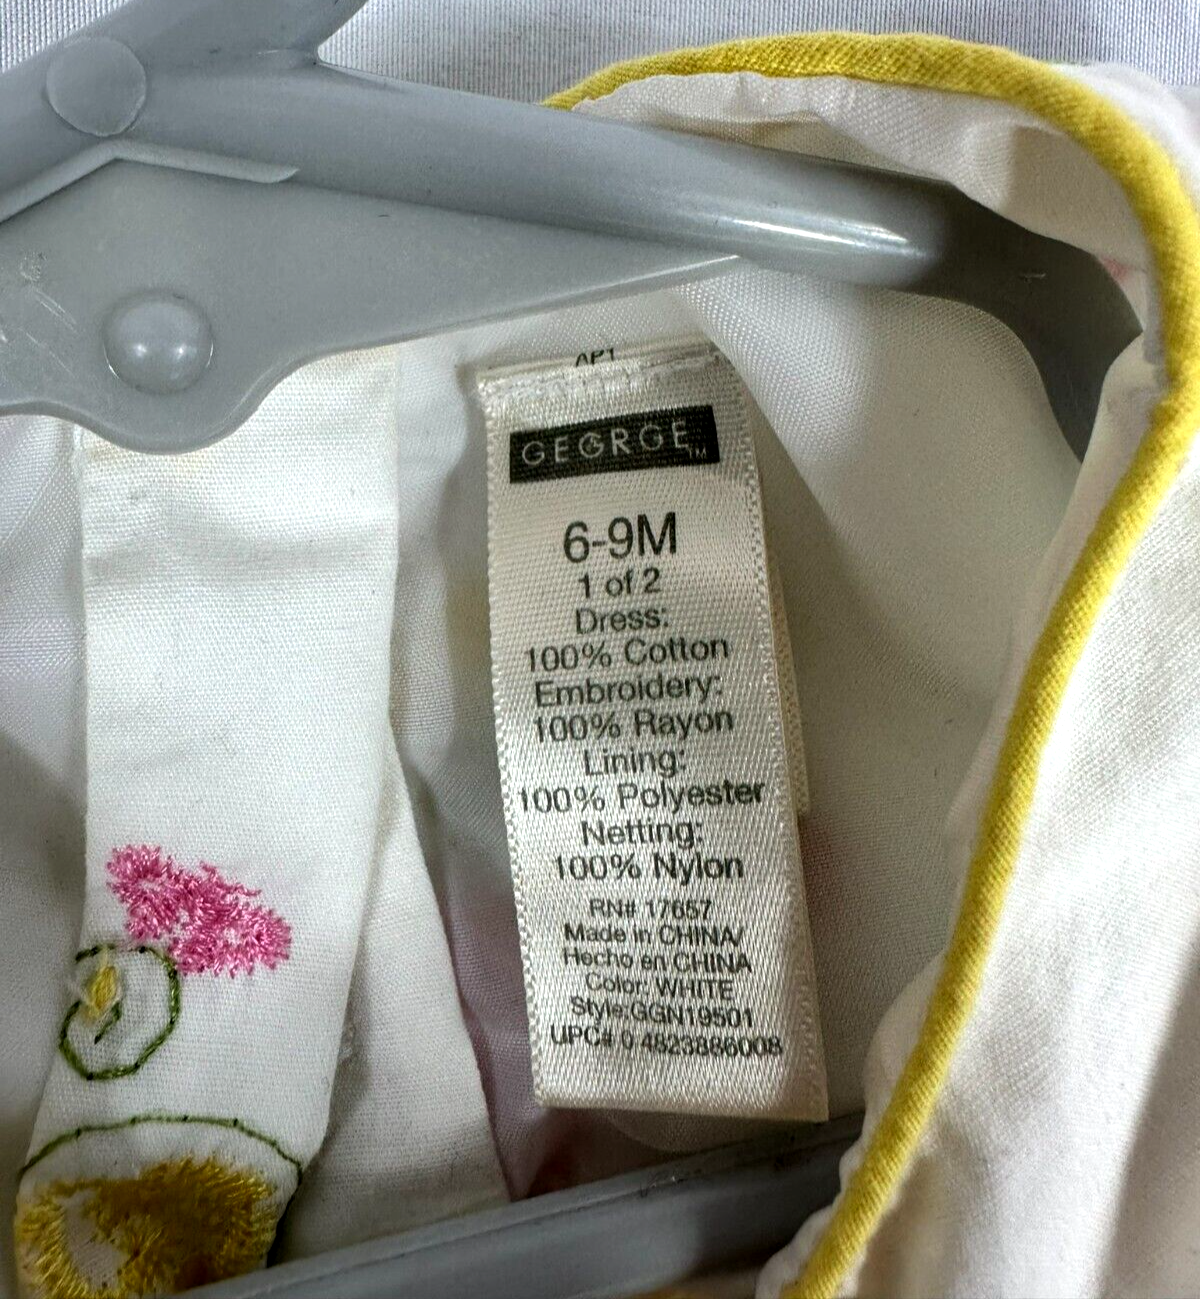 AP1
GEORGE TM
6-9M
1 of 2
Dress:
100% Cotton
Embroidery:
100% Rayon
Lining:
100% Polyester
Netting:
100% Nylon
RN# 17657
Made in CHINA/
Hecho en CHINA
Color: WHITE
Style:GGN19501
UPC# 0 4823886008